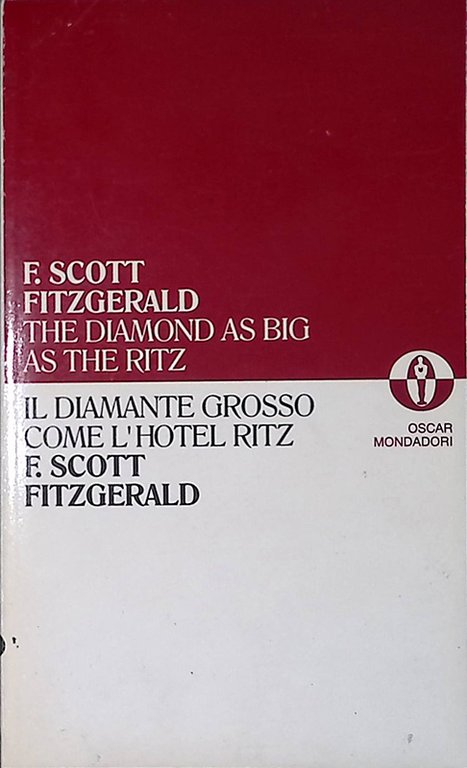 F. SCOTT
FITZGERALD
THE DIAMOND AS BIG
AS THE RITZ
IL DIAMANTE GROSSO
COME L'HOTEL RITZ
F. SCOTT
FITZGERALD
OSCAR
MONDADORI